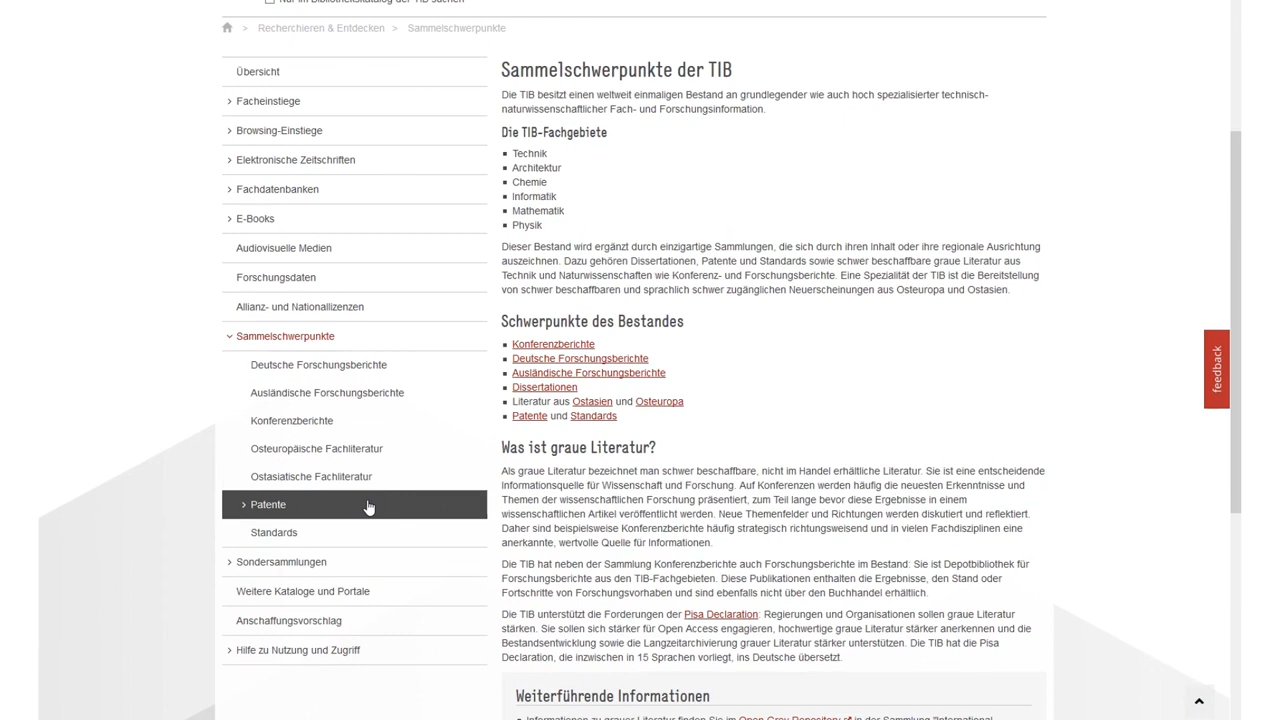 Nur im Bibliothekskatalog der TIB suchen
> Recherchieren & Entdecken > Sammelschwerpunkte
Übersicht
Facheinstiege
Browsing-Einstiege
Elektronische Zeitschriften
Fachdatenbanken
E-Books
Audiovisuelle Medien
Forschungsdaten
Allianz- und Nationallizenzen
Sammelschwerpunkte
Deutsche Forschungsberichte
Ausländische Forschungsberichte
Konferenzberichte
Osteuropäische Fachliteratur
Ostasiatische Fachliteratur
Patente
Standards
Sondersammlungen
Weitere Kataloge und Portale
Anschaffungsvorschlag
Hilfe zu Nutzung und Zugriff
Sammelschwerpunkte der TIB
Die TIB besitzt einen weltweit einmaligen Bestand an grundlegender wie auch hoch spezialisierter technisch-
naturwissenschaftlicher Fach- und Forschungsinformation.
Die TIB-Fachgebiete
Technik
Architektur
Chemie
Informatik
Mathematik
Physik
Dieser Bestand wird ergänzt durch einzigartige Sammlungen, die sich durch ihren Inhalt oder ihre regionale Ausrichtung
auszeichnen. Dazu gehören Dissertationen, Patente und Standards sowie schwer beschaffbare graue Literatur aus
Technik und Naturwissenschaften wie Konferenz- und Forschungsberichte. Eine Spezialität der TIB ist die Bereitstellung
von schwer beschaffbaren und sprachlich schwer zugänglichen Neuerscheinungen aus Osteuropa und Ostasien.
Schwerpunkte des Bestandes
Konferenzberichte
Deutsche Forschungsberichte
Ausländische Forschungsberichte
Dissertationen
Literatur aus Ostasien und Osteuropa
Patente und Standards
Was ist graue Literatur?
Als graue Literatur bezeichnet man schwer beschaffbare, nicht im Handel erhältliche Literatur. Sie ist eine entscheidende
Informationsquelle für Wissenschaft und Forschung. Auf Konferenzen werden häufig die neuesten Erkenntnisse und
Themen der wissenschaftlichen Forschung präsentiert, zum Teil lange bevor diese Ergebnisse in einem
wissenschaftlichen Artikel veröffentlicht werden. Neue Themenfelder und Richtungen werden diskutiert und reflektiert.
Daher sind beispielsweise Konferenzberichte häufig strategisch richtungsweisend und in vielen Fachdisziplinen eine
anerkannte, wertvolle Quelle für Informationen.
Die TIB hat neben der Sammlung Konferenzberichte auch Forschungsberichte im Bestand: Sie ist Depotbibliothek für
Forschungsberichte aus den TIB-Fachgebieten. Diese Publikationen enthalten die Ergebnisse, den Stand oder
Fortschritte von Forschungsvorhaben und sind ebenfalls nicht über den Buchhandel erhältlich.
Die TIB unterstützt die Forderungen der Pisa Declaration: Regierungen und Organisationen sollen graue Literatur
stärken. Sie sollen sich stärker für Open Access engagieren, hochwertige graue Literatur stärker anerkennen und die
Bestandsentwicklung sowie die Langzeitarchivierung grauer Literatur stärker unterstützen. Die TIB hat die Pisa
Declaration, die inzwischen in 15 Sprachen vorliegt, ins Deutsche übersetzt.
Weiterführende Informationen
Informationen zu grauer Literatur finden Sie im Open Grey Repository in der Sammlung "International
feedback